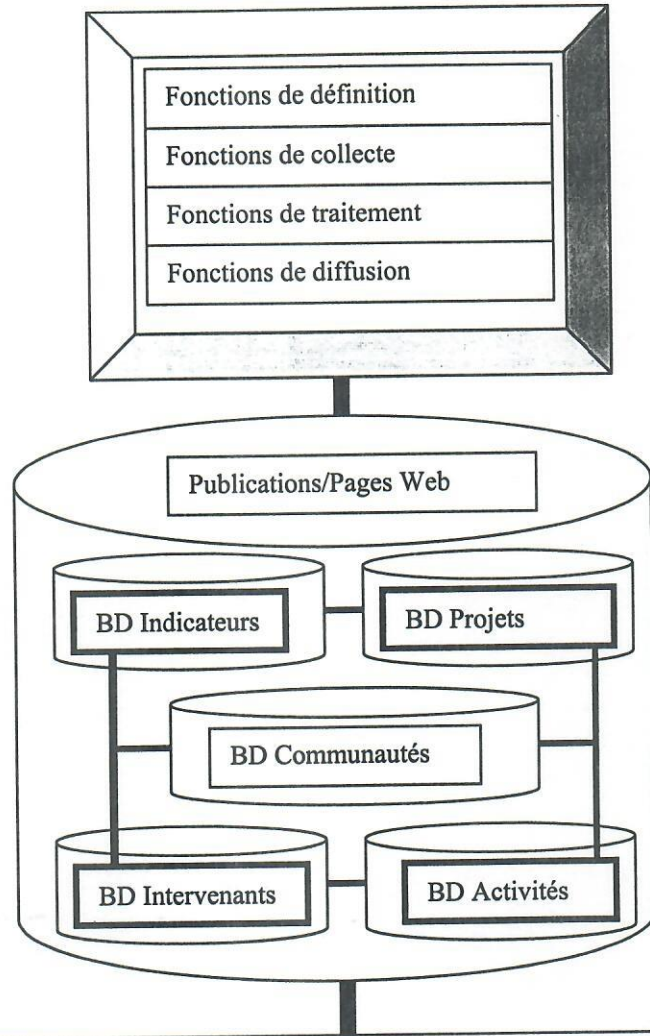 Fonctions de définition
Fonctions de collecte
Fonctions de traitement
Fonctions de diffusion
Publications/Pages Web
BD Indicateurs
BD Projets
BD Communautés
BD Intervenants
BD Activités